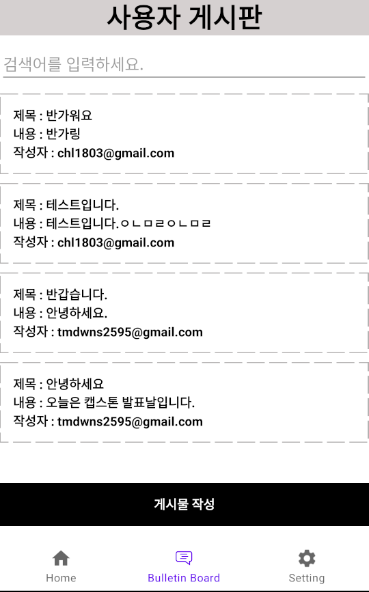 사용자 게시판
검색어를 입력하세요.
제목 : 반가워요
내용 : 반가링
작성자 : chl1803@gmail.com
제목 : 테스트입니다.
내용 : 테스트입니다.ㅇㄴㅁㄹㅇㄴㅁㄹ
작성자 : chl1803@gmail.com
제목 : 반갑습니다.
내용 : 안녕하세요.
작성자 : tmdwns2595@gmail.com
제목 : 안녕하세요
내용 : 오늘은 캡스톤 발표날입니다.
작성자 : tmdwns2595@gmail.com
게시물 작성
Home
Bulletin Board
Setting